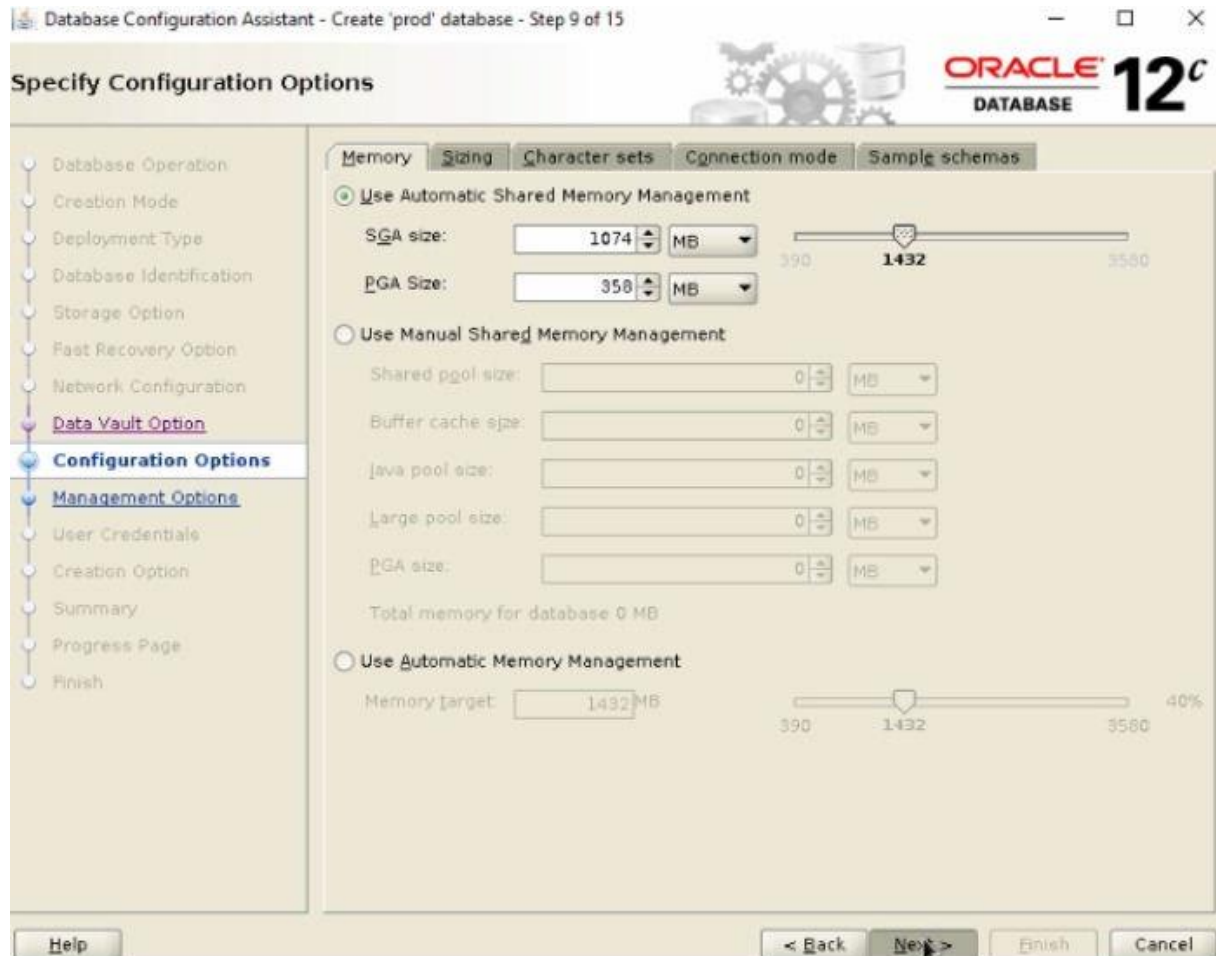 Database Configuration Assistant - Create 'prod' database - Step 9 of 15
Specify Configuration Options
ORACLE 12c
DATABASE
Database Operation
Creation Mode
Deployment Type
Database Identification
Storage Option
Fast Recovery Option
Network Configuration
Data Vault Option
Configuration Options
Management Options
User Credentials
Creation Option
Summary
Progress Page
Finish
Memory Sizing Character sets Connection mode Sample schemas
Use Automatic Shared Memory Management
SGA size: 1074 MB
390 1432 3580
PGA Size: 358 MB
Use Manual Shared Memory Management
Shared pool size: 0 MB
Buffer cache size: 0 MB
Java pool size: 0 MB
Large pool size: 0 MB
PGA size: 0 MB
Total memory for database 0 MB
Use Automatic Memory Management
Memory target: 1432 MB 40%
390 1432 3580
Help < Back Next > Finish Cancel